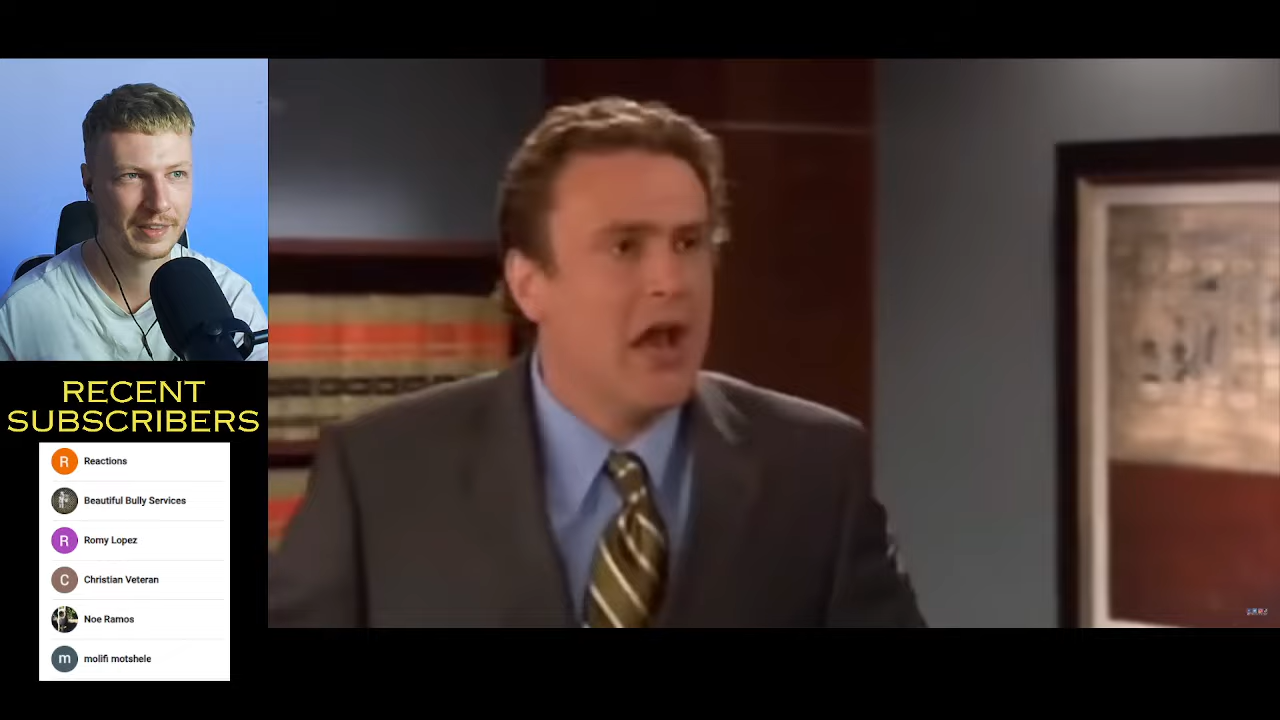 RECENT
SUBSCRIBERS
R Reactions
Beautiful Bully Services
R Romy Lopez
C Christian Veteran
Noe Ramos
m molifi motshele